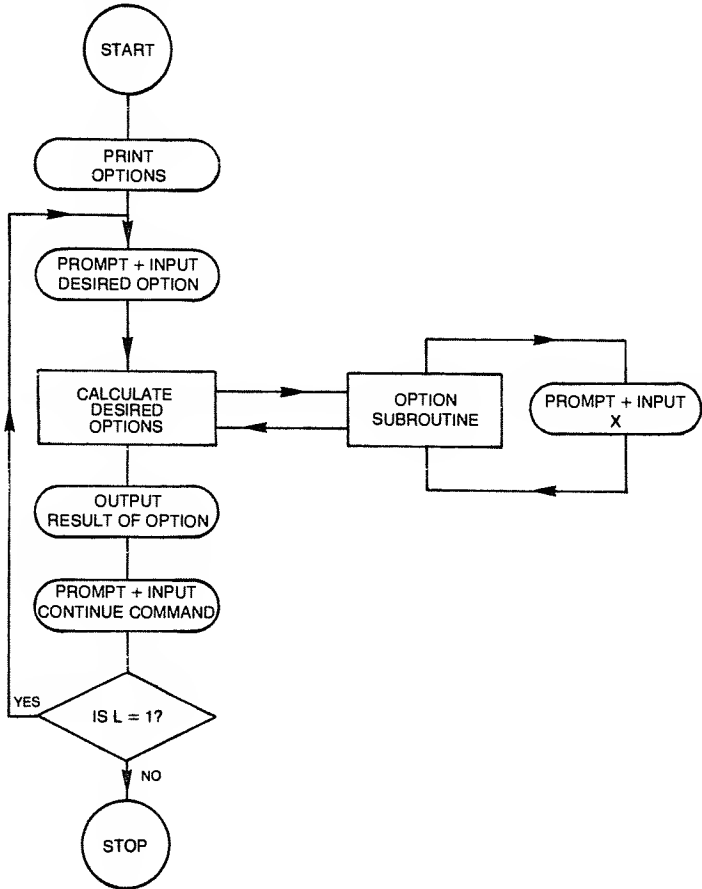 START
PRINT
OPTIONS
PROMPT + INPUT
DESIRED OPTION
CALCULATE
DESIRED
OPTIONS
OPTION
SUBROUTINE
PROMPT + INPUT
X
OUTPUT
RESULT OF OPTION
PROMPT + INPUT
CONTINUE COMMAND
YES
IS L = 1?
NO
STOP